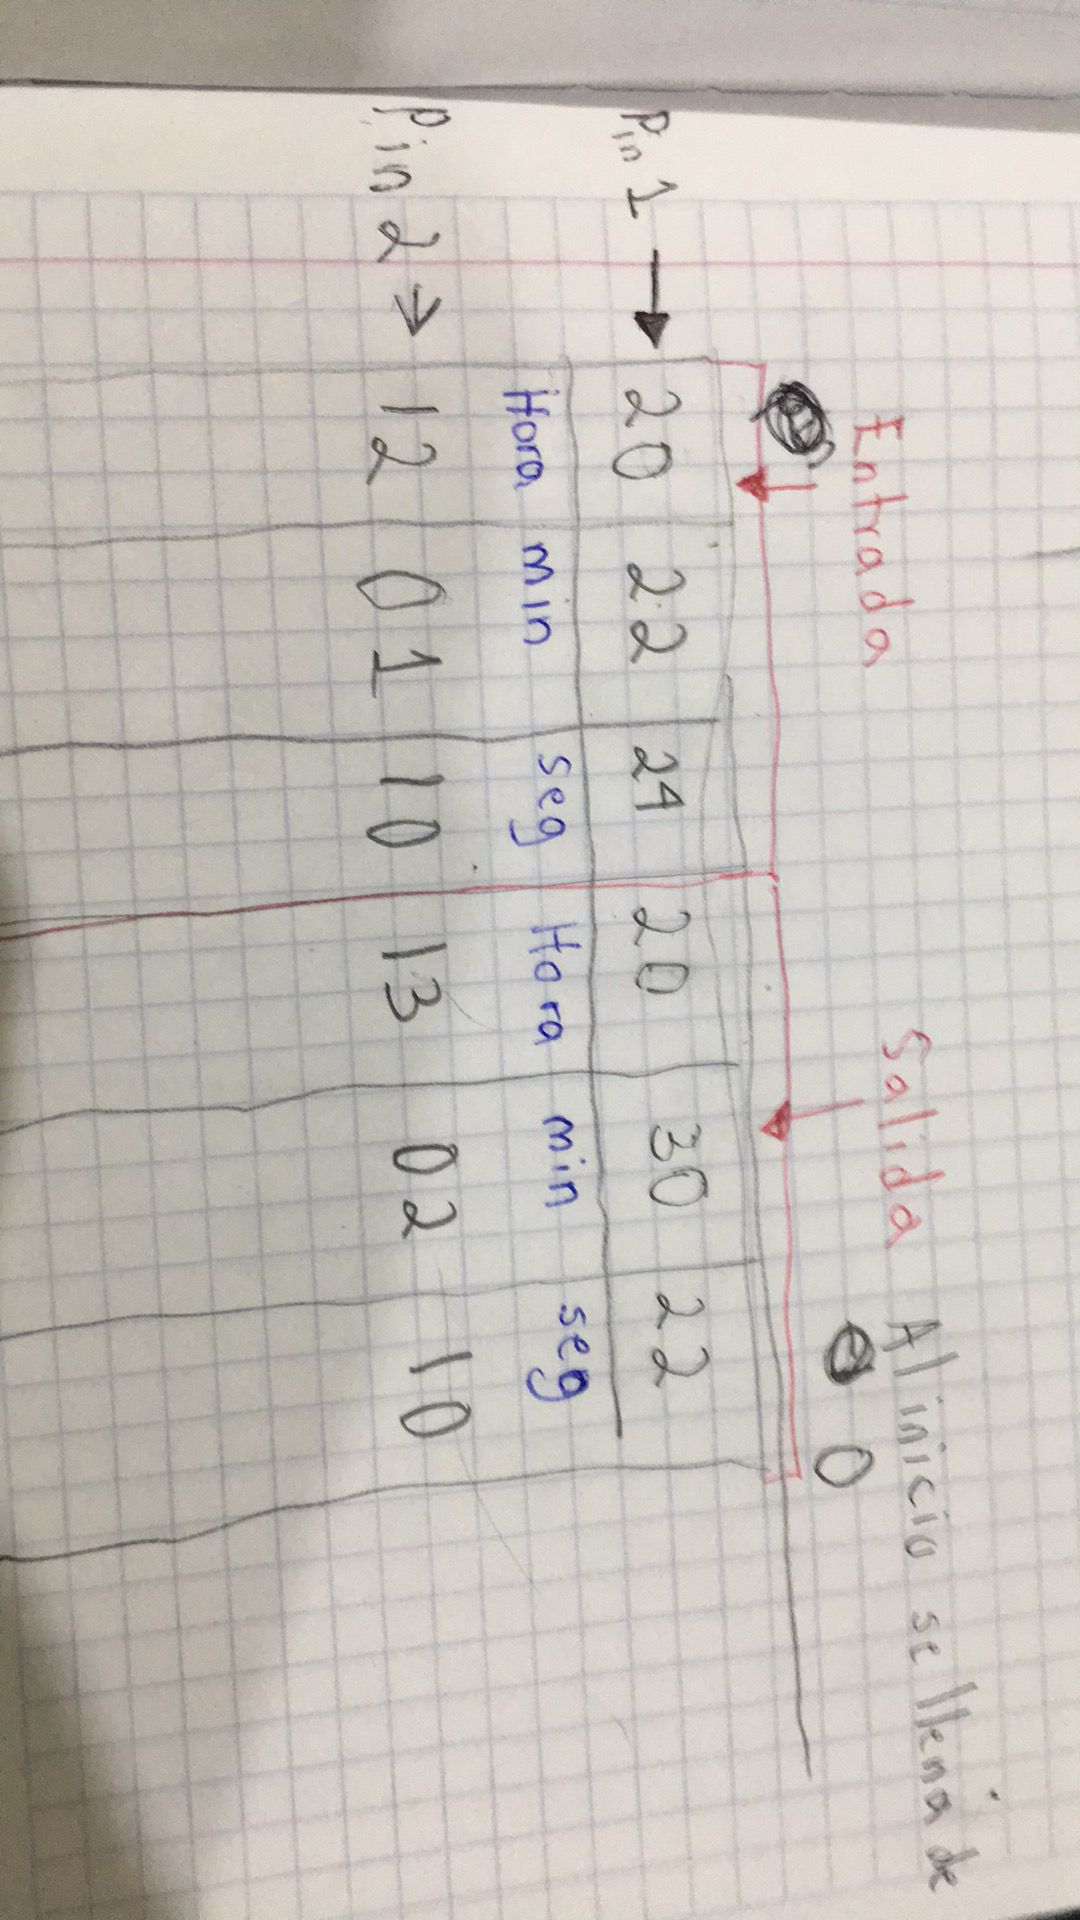 Entrada Salida Al inicio se llena de
0
Pin 1 → 20 22 24 20 30 22
Hora min seg Hora min seg
Pin 2 → 12 01 10 13 02 10